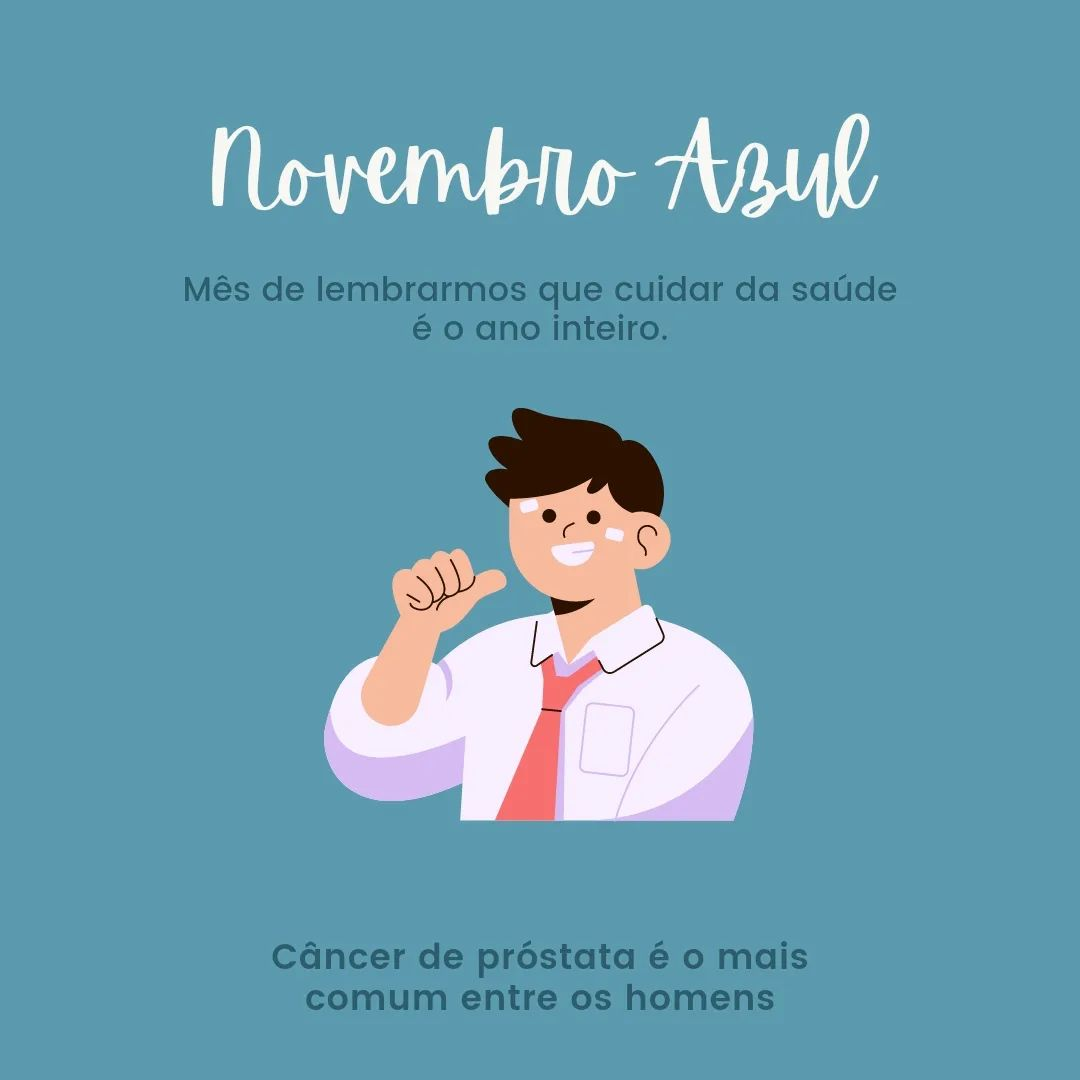 Novembro Azul
Mês de lembrarmos que cuidar da saúde
é o ano inteiro.
Câncer de próstata é o mais
comum entre os homens